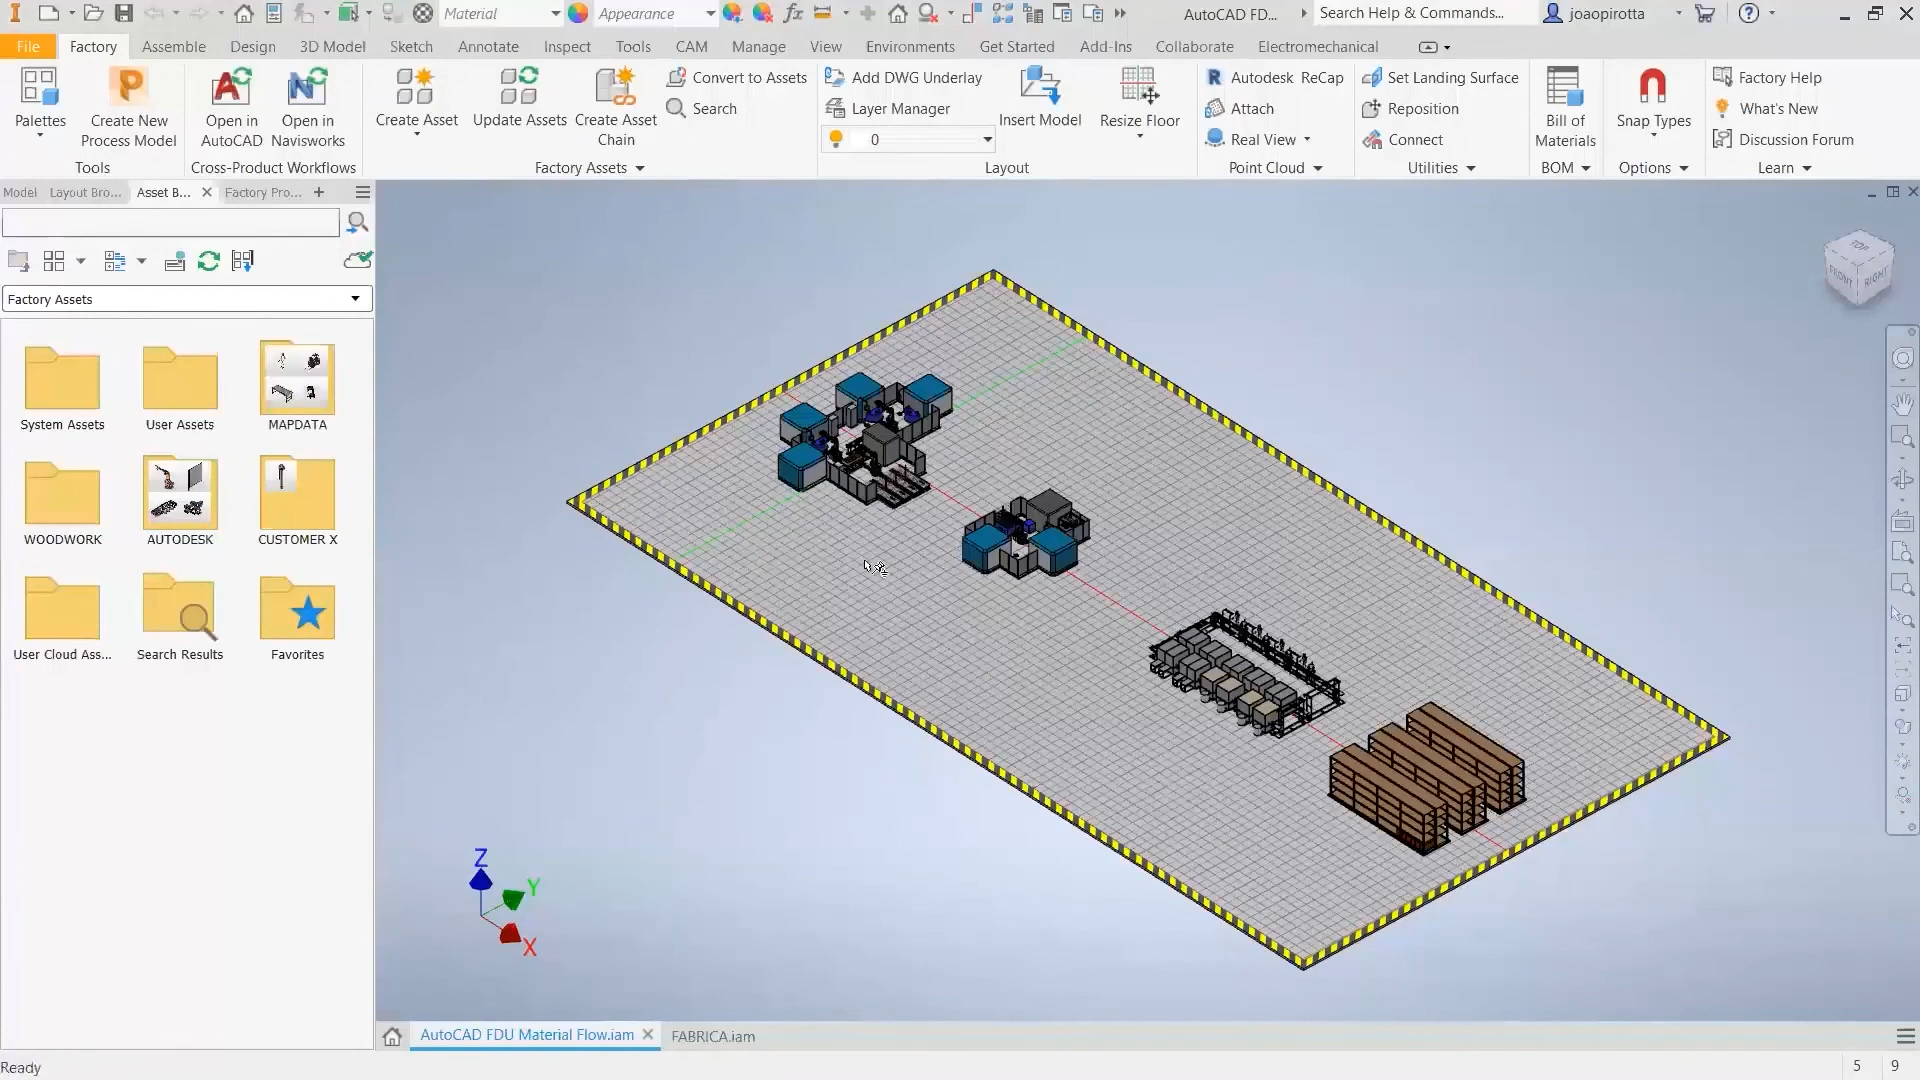 Material
Appearance
AutoCAD FD...
Search Help & Commands...
joaopirotta
File
Factory
Assemble
Design
3D Model
Sketch
Annotate
Inspect
Tools
CAM
Manage
View
Environments
Get Started
Add-Ins
Collaborate
Electromechanical
Palettes
Create New
Process Model
Tools
Open in
AutoCAD
Open in
Navisworks
Cross-Product Workflows
Create Asset
Update Assets
Create Asset
Chain
Convert to Assets
Search
Factory Assets
Add DWG Underlay
Layer Manager
0
Insert Model
Resize Floor
Layout
Autodesk ReCap
Attach
Real View
Point Cloud
Set Landing Surface
Reposition
Connect
Utilities
Bill of
Materials
BOM
Snap Types
Options
Factory Help
What's New
Discussion Forum
Learn
Model
Layout Bro...
Asset B...
Factory Pro...
Factory Assets
System Assets
User Assets
MAPDATA
WOODWORK
AUTODESK
CUSTOMER X
User Cloud Ass...
Search Results
Favorites
TOP
FRONT
RIGHT
Z
Y
X
AutoCAD FDU Material Flow.iam
FABRICA.iam
Ready
5
9